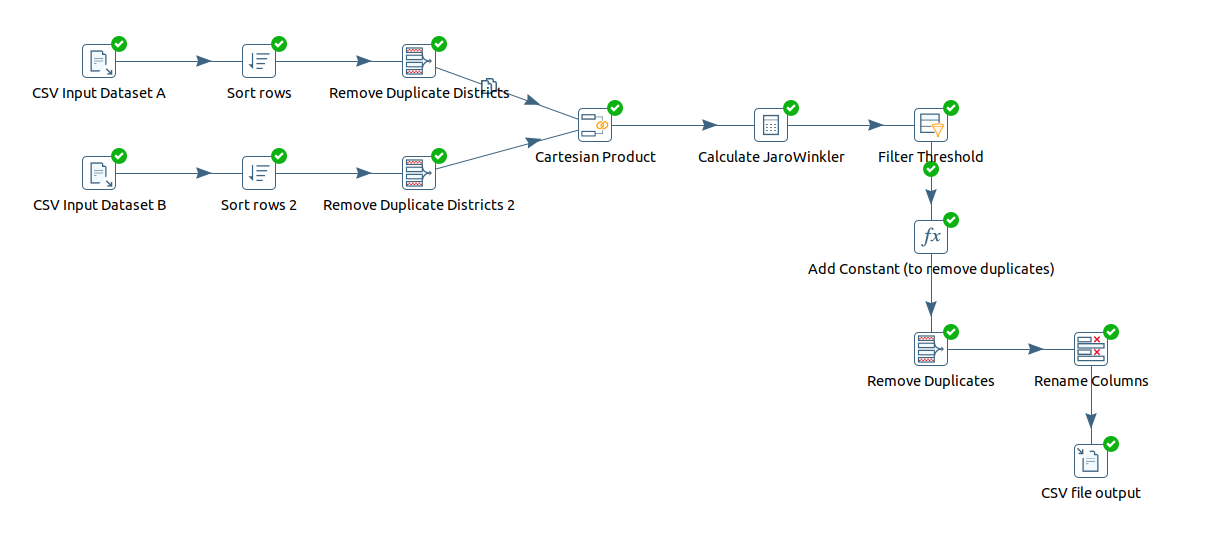 CSV Input Dataset A
Sort rows
Remove Duplicate Districts
Cartesian Product
Calculate JaroWinkler
Filter Threshold
CSV Input Dataset B
Sort rows 2
Remove Duplicate Districts 2
fx
Add Constant (to remove duplicates)
Remove Duplicates
Rename Columns
CSV file output